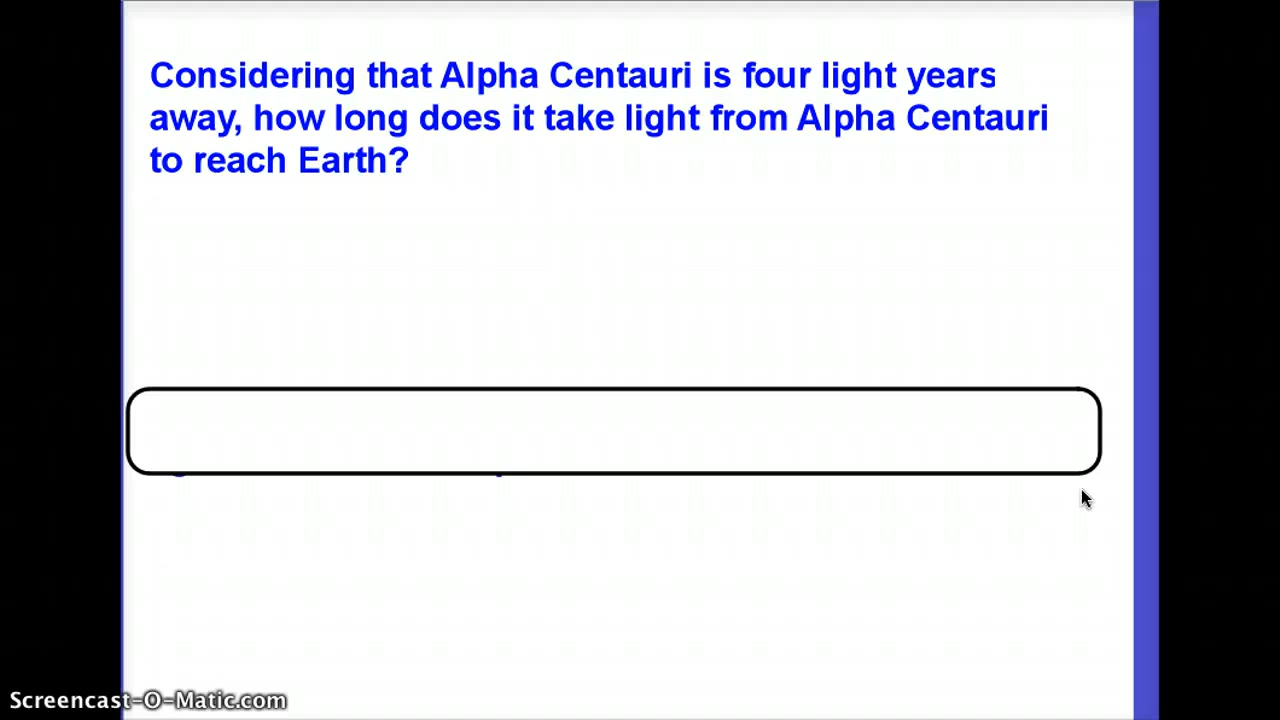 Considering that Alpha Centauri is four light years
away, how long does it take light from Alpha Centauri
to reach Earth?
Screencast-O-Matic.com